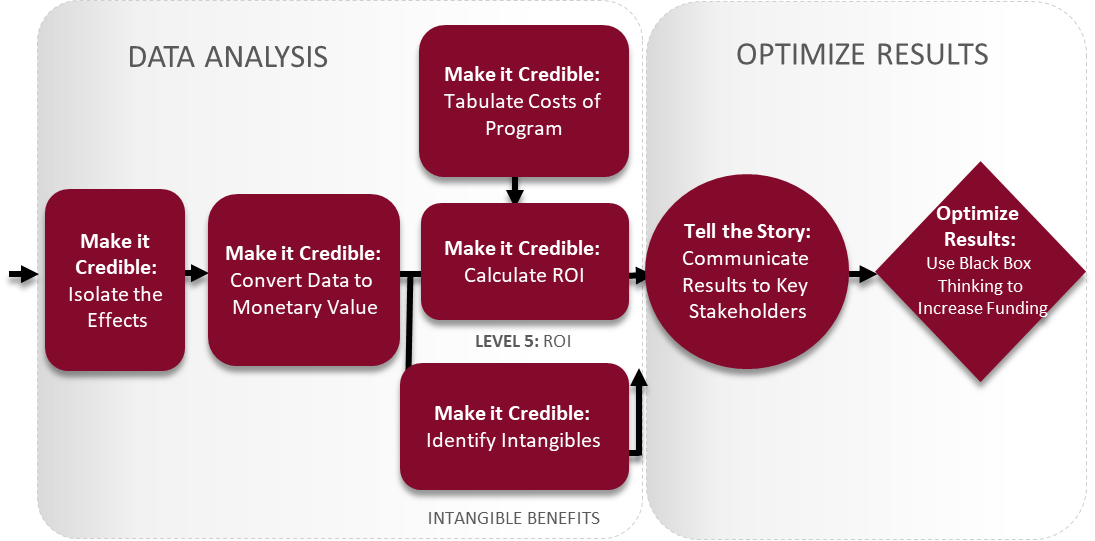 DATA ANALYSIS
Make it Credible:
Tabulate Costs of
Program
Make it
Credible:
Isolate the
Effects
Make it Credible:
Convert Data to
Monetary Value
Make it Credible:
Calculate ROI
LEVEL 5: ROI
Make it Credible:
Identify Intangibles
INTANGIBLE BENEFITS
OPTIMIZE RESULTS
Tell the Story:
Communicate
Results to Key
Stakeholders
Optimize
Results:
Use Black Box
Thinking to
Increase Funding